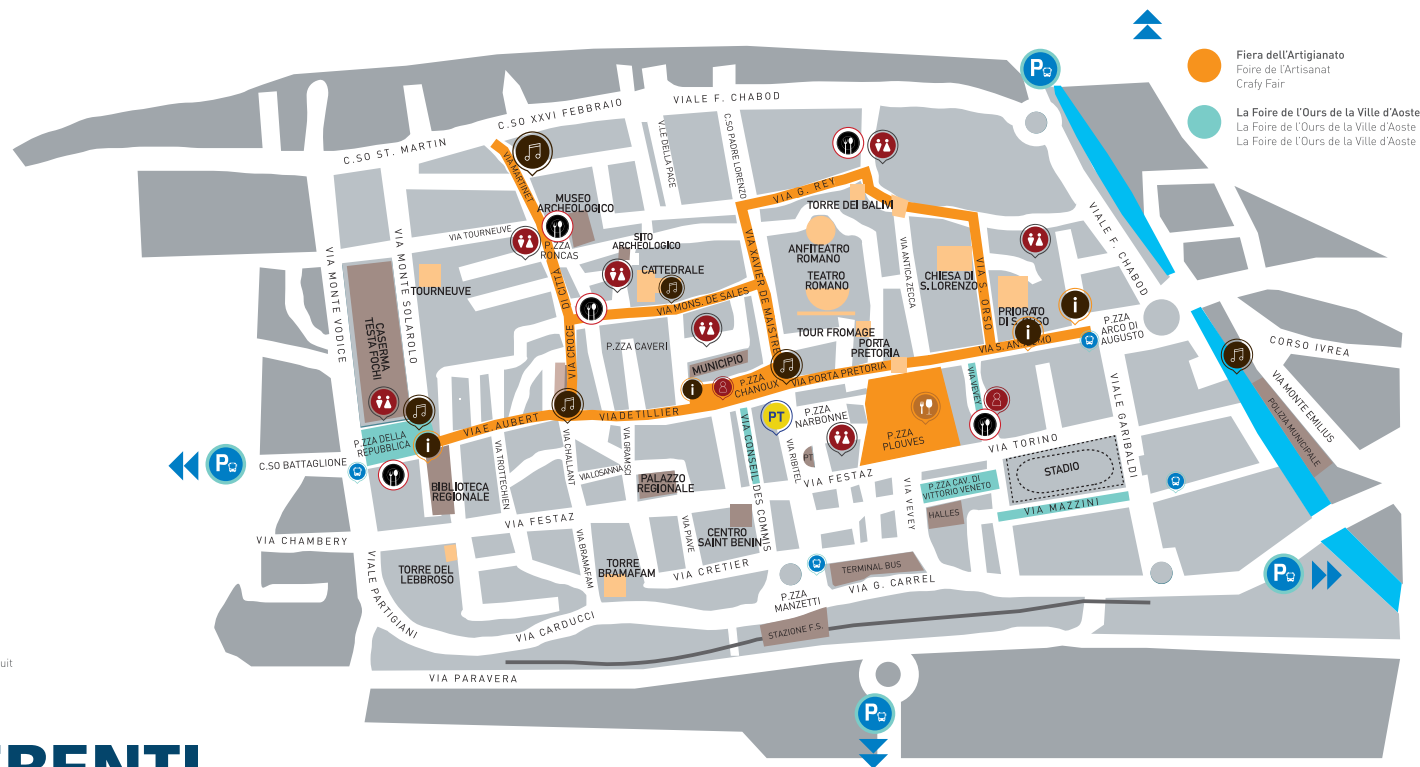 Fiera dell'Artigianato
Foire de l'Artisanat
Crafy Fair
La Foire de l'Ours de la Ville d'Aoste
La Foire de l'Ours de la Ville d'Aoste
La Foire de l'Ours de la Ville d'Aoste
P
C.SO XXVI FEBBRAIO
VIALE F. CHABOD
C.SO ST. MARTIN
VIA MARTINET
V.LE DELLA PACE
C.SO PADRE LORENZO
MUSEO
ARCHEOLOGICO
VIA G. REY
TORRE DEI BALIVI
VIALE F. CHABOD
VIA TOURNEUVE
P.ZZA
RONCAS
SITO
ARCHEOLOGICO
CATTEDRALE
VIA XAVIER DE MAISTRE
ANFITEATRO
ROMANO
TEATRO
ROMANO
VIA ANTICA ZECCA
CHIESA DI
S. LORENZO
VIA S. ORSO
PRIORATO
DI S. ORSO
i
i
P.ZZA
ARCO DI
AUGUSTO
VIA MONTE VODICE
VIA MONTE SOLAROLO
TOURNEUVE
CASERMA
TESTA FOCHI
VIA CROCE DI CITTÀ
VIA MONS. DE SALES
P.ZZA CAVERI
MUNICIPIO
TOUR FROMAGE
PORTA
PRETORIA
VIA S. ANSELMO
CORSO IVREA
VIA MONTE EMILIUS
POLIZIA MUNICIPALE
i
P.ZZA
CHANOUX
VIA PORTA PRETORIA
VIA VEVEY
VIALE GARIBALDI
P.ZZA DELLA
REPUBBLICA
i
VIA E. AUBERT
VIA DE TILLIER
PT
P.ZZA
NARBONNE
P.ZZA
PLOUVES
VIA TORINO
STADIO
P
C.SO BATTAGLIONE
BIBLIOTECA
REGIONALE
VIA TROTTECHIEN
VIA CHALLANT
VIA LOSANNA
VIA GRAMSCI
PALAZZO
REGIONALE
VIA CONSEIL DES COMMIS
VIA RIBITEL
PT
VIA FESTAZ
VIA VEVEY
P.ZZA CAV. DI
VITTORIO VENETO
HALLES
VIA MAZZINI
VIA CHAMBERY
VIA FESTAZ
VIA PIAVE
CENTRO
SAINT BENIN
TORRE DEL
LEBBROSO
VIA BRAMAFAM
TORRE
BRAMAFAM
VIA CRETIER
TERMINAL BUS
VIA G. CARREL
P
VIALE PARTIGIANI
VIA CARDUCCI
P.ZZA
MANZETTI
STAZIONE F.S.
uit
VIA PARAVERA
P